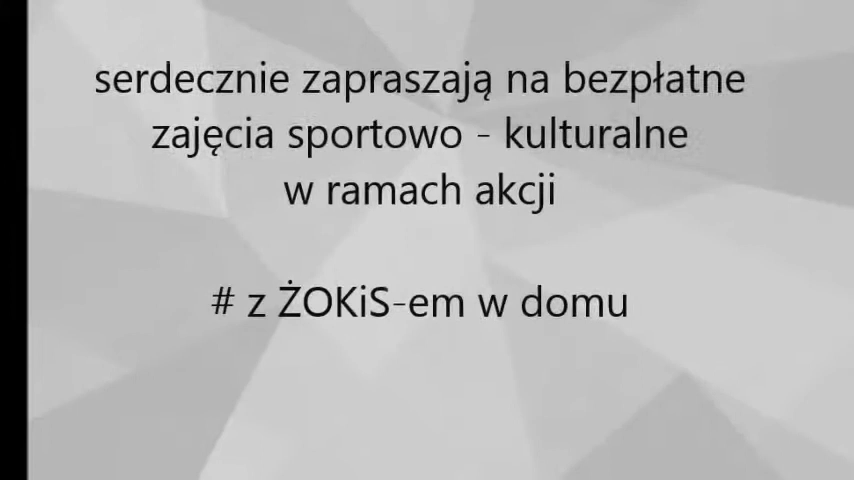 serdecznie zapraszają na bezpłatne
zajęcia sportowo - kulturalne
w ramach akcji
# z ŻOKiS-em w domu